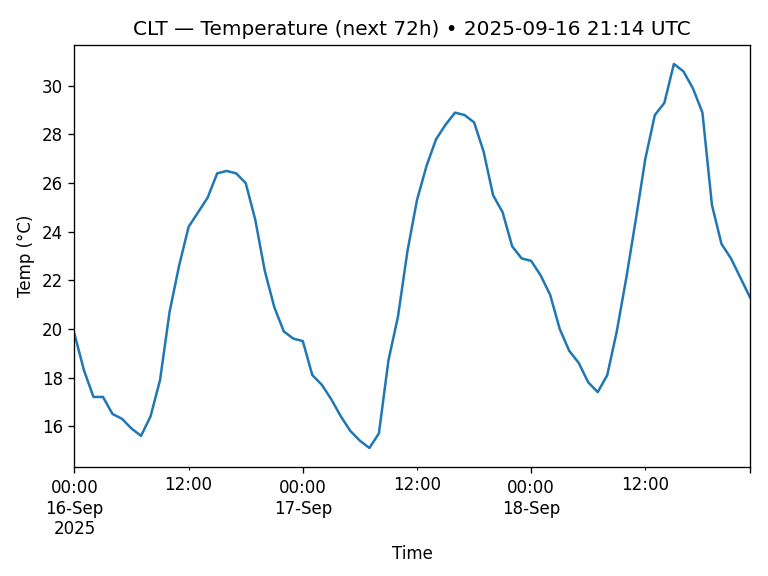 CLT — Temperature (next 72h) • 2025-09-16 21:14 UTC
Temp (°C)
30
28
26
24
22
20
18
16
00:00 12:00 00:00 12:00 00:00 12:00
16-Sep 17-Sep 18-Sep
2025
Time